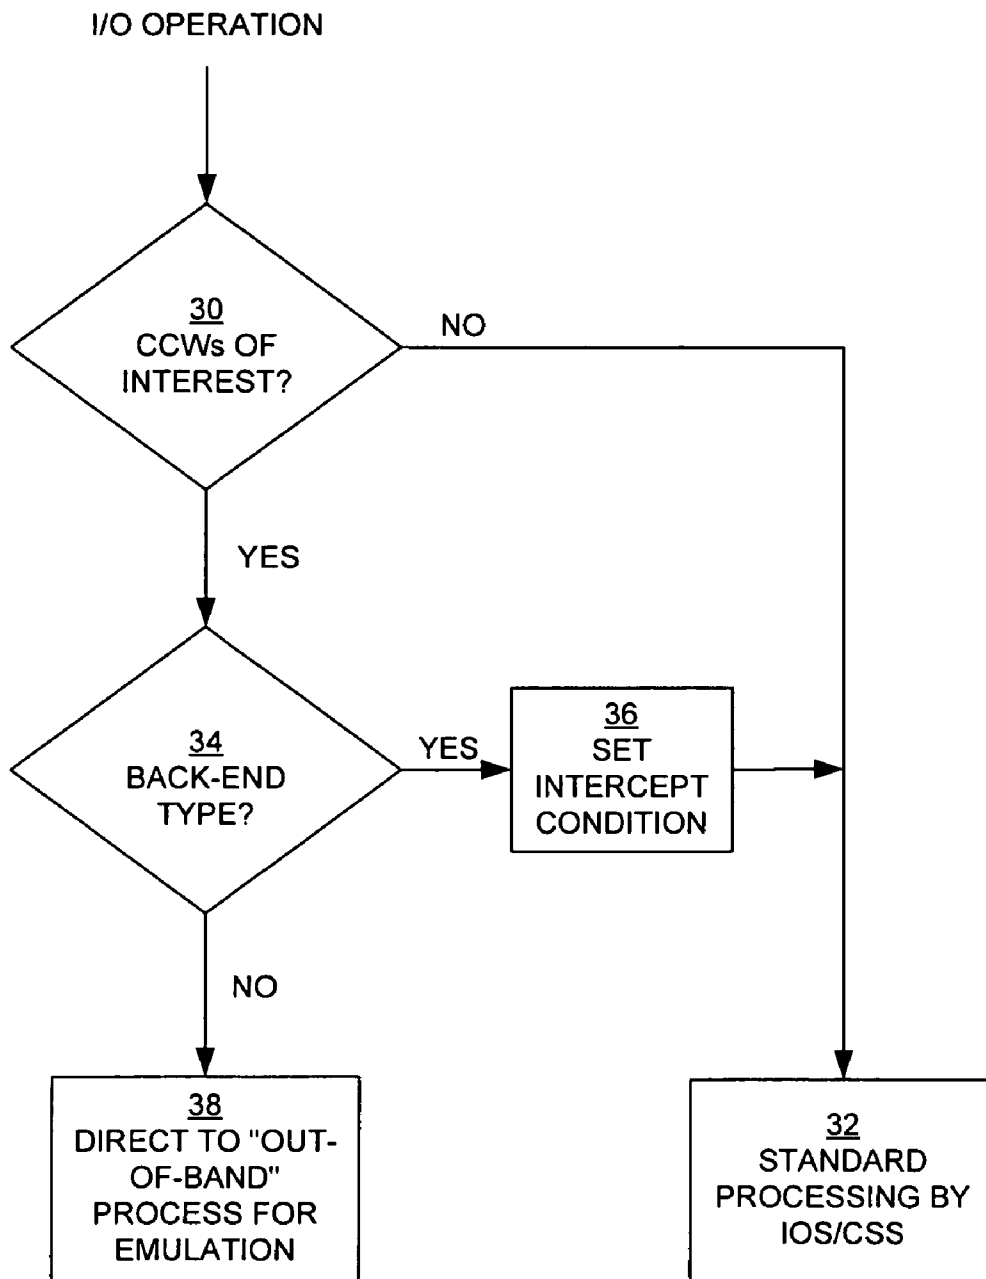 I/O OPERATION
30
CCWs OF
INTEREST?
NO
YES
34
BACK-END
TYPE?
YES
36
SET
INTERCEPT
CONDITION
NO
38
DIRECT TO "OUT-
OF-BAND"
PROCESS FOR
EMULATION
32
STANDARD
PROCESSING BY
IOS/CSS